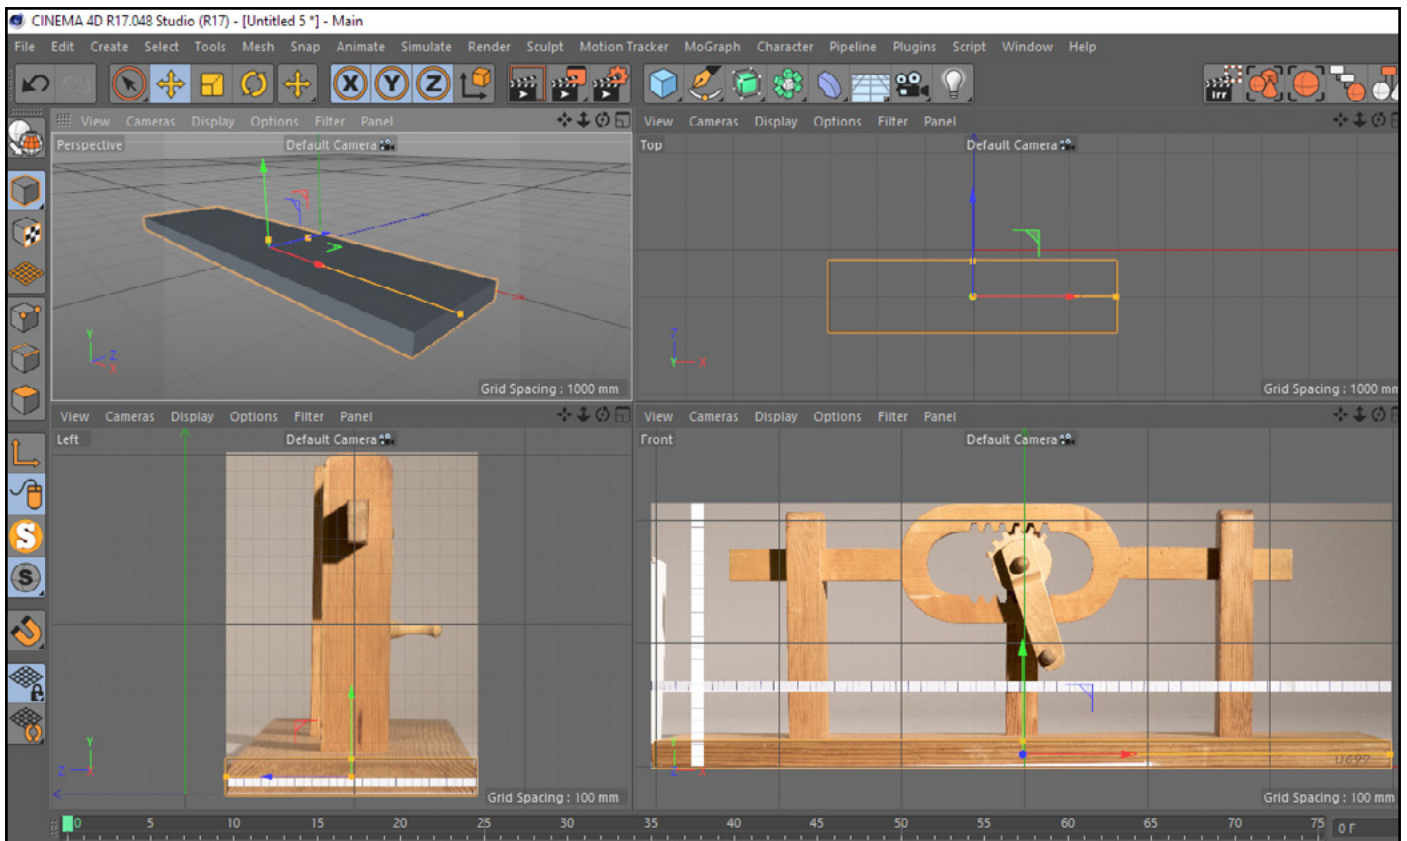 CINEMA 4D R17.048 Studio (R17) - [Untitled 5 *] - Main
File Edit Create Select Tools Mesh Snap Animate Simulate Render Sculpt Motion Tracker MoGraph Character Pipeline Plugins Script Window Help
X Y Z
Irr
View Cameras Display Options Filter Panel
View Cameras Display Options Filter Panel
Perspective
Default Camera
Top
Default Camera
Y
Z
X
Z
Y X
Grid Spacing : 1000 mm
Grid Spacing : 1000 mm
View Cameras Display Options Filter Panel
View Cameras Display Options Filter Panel
Left
Default Camera
Front
Default Camera
S
S
Y
Z X
Y
Z X
Grid Spacing : 100 mm
Grid Spacing : 100 mm
0 5 10 15 20 25 30 35 40 45 50 55 60 65 70 75 0 F